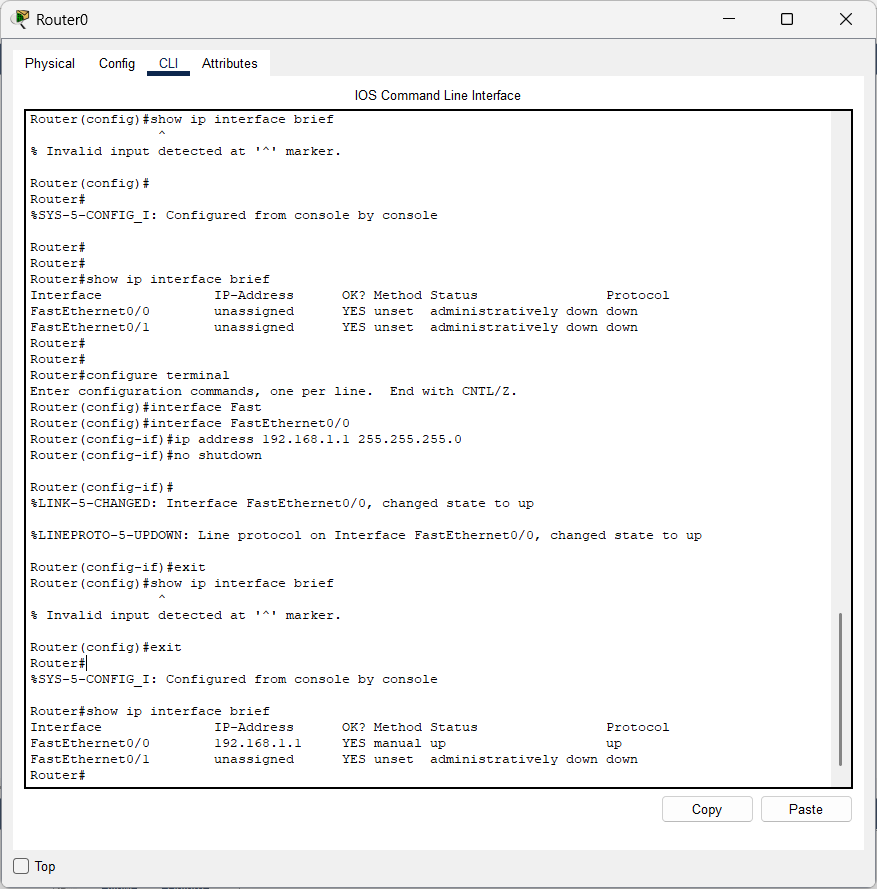 Router0
Physical Config CLI Attributes
IOS Command Line Interface
Router(config)#show ip interface brief
^
% Invalid input detected at '^' marker.
Router(config)#
Router#
%SYS-5-CONFIG_I: Configured from console by console
Router#
Router#
Router#show ip interface brief
Interface IP-Address OK? Method Status Protocol
FastEthernet0/0 unassigned YES unset administratively down down
FastEthernet0/1 unassigned YES unset administratively down down
Router#
Router#
Router#configure terminal
Enter configuration commands, one per line. End with CNTL/Z.
Router(config)#interface Fast
Router(config)#interface FastEthernet0/0
Router(config-if)#ip address 192.168.1.1 255.255.255.0
Router(config-if)#no shutdown
Router(config-if)#
%LINK-5-CHANGED: Interface FastEthernet0/0, changed state to up
%LINEPROTO-5-UPDOWN: Line protocol on Interface FastEthernet0/0, changed state to up
Router(config-if)#exit
Router(config)#show ip interface brief
^
% Invalid input detected at '^' marker.
Router(config)#exit
Router#
%SYS-5-CONFIG_I: Configured from console by console
Router#show ip interface brief
Interface IP-Address OK? Method Status Protocol
FastEthernet0/0 192.168.1.1 YES manual up up
FastEthernet0/1 unassigned YES unset administratively down down
Router#
Copy Paste
Top